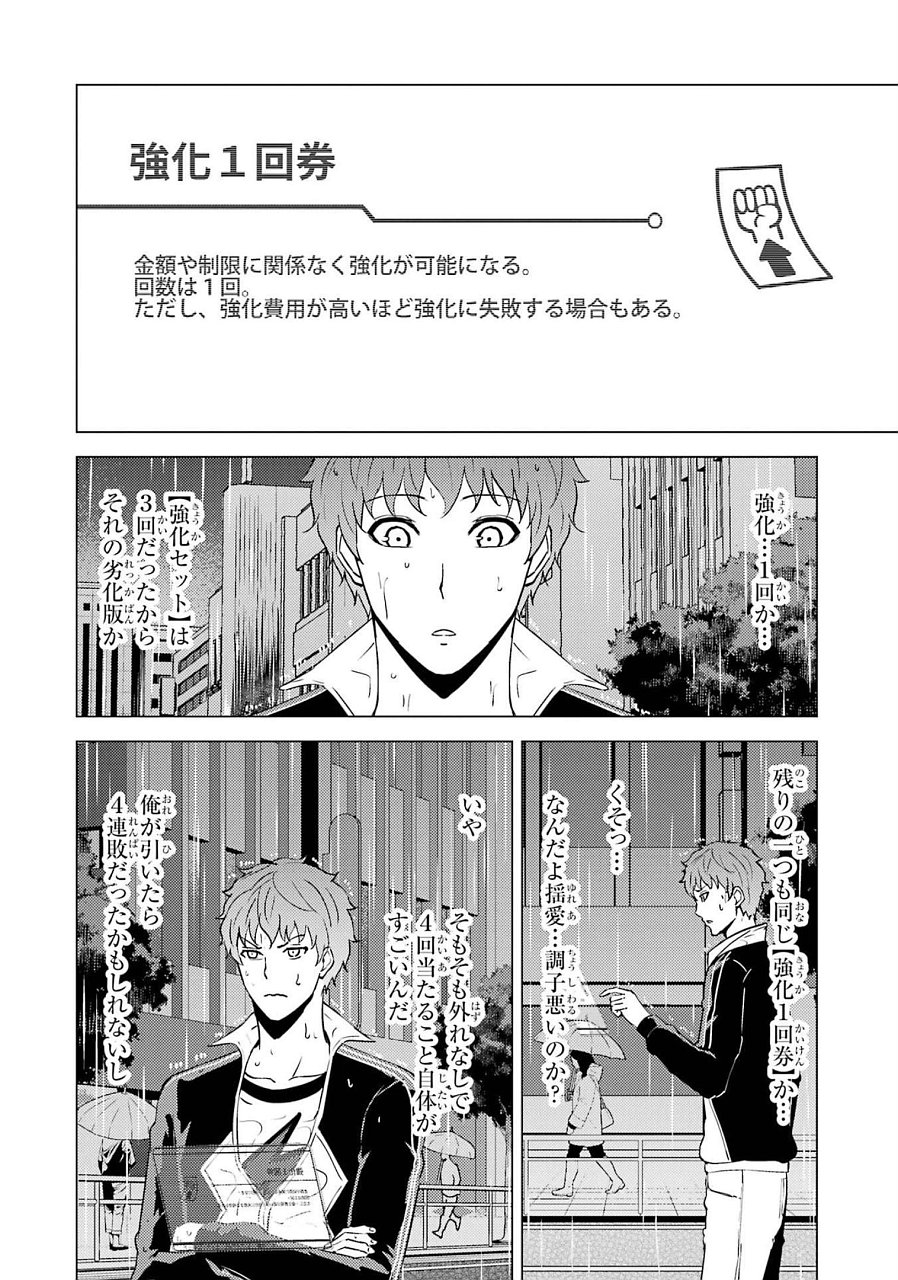 強化１回券
金額や制限に関係なく強化が可能になる。
回数は１回。
ただし、強化費用が高いほど強化に失敗する場合もある。
強化…1回か…
【強化セット】は
3回だったから
それの劣化版か
残りの一つも同じ【強化1回券】か…
くそっ…
なんだよ揺愛…調子悪いのか？
いや
そもそも外れなしで
4回当たること自体が
すごいんだ
俺が引いたら
4連敗だったかもしれないし